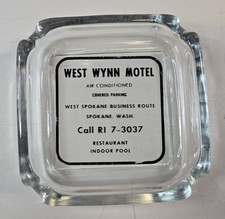 WEST WYNN MOTEL
AIR CONDITIONED
COVERED PARKING
WEST SPOKANE BUSINESS ROUTE
SPOKANE, WASH.
Call RI 7-3037
RESTAURANT
INDOOR POOL